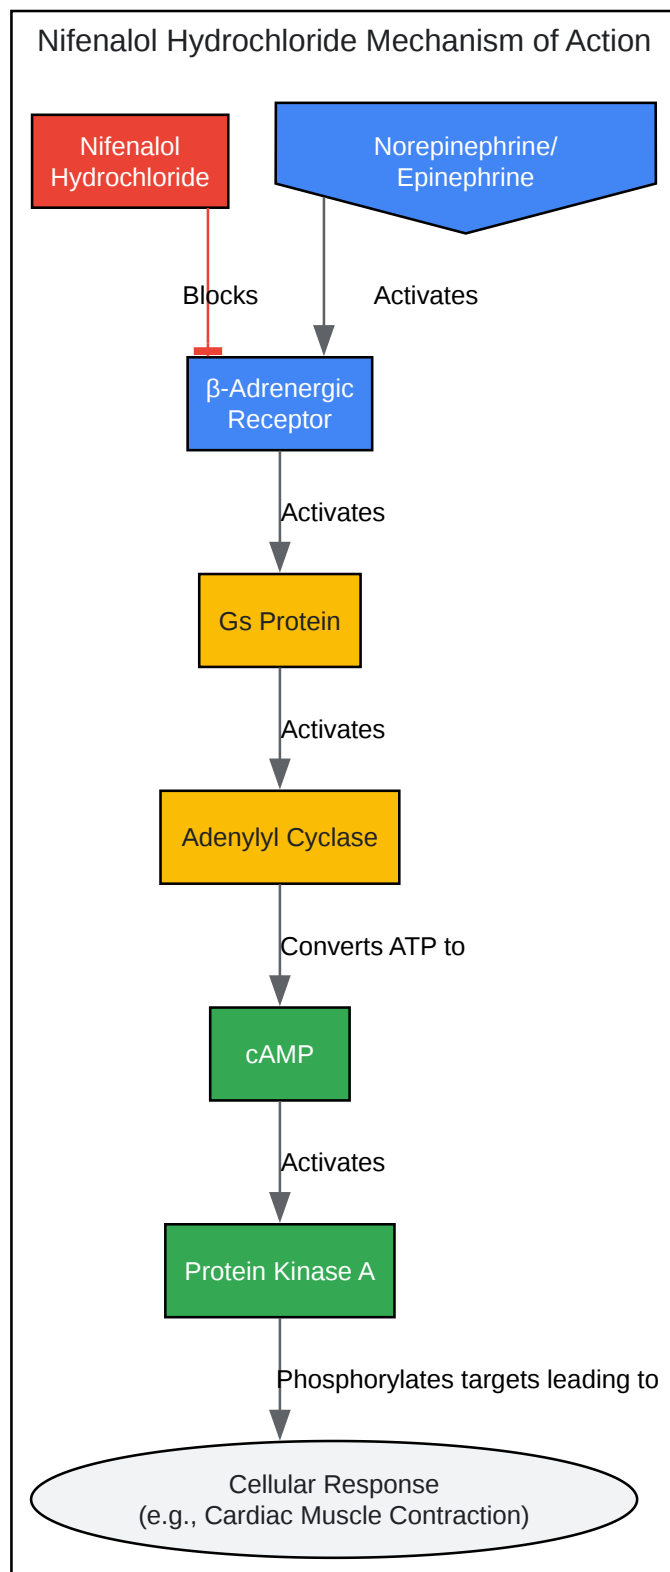 Nifenalol Hydrochloride Mechanism of Action
Nifenalol
Hydrochloride
Norepinephrine/
Epinephrine
Blocks
Activates
β-Adrenergic
Receptor
Activates
Gs Protein
Activates
Adenylyl Cyclase
Converts ATP to
cAMP
Activates
Protein Kinase A
Phosphorylates targets leading to
Cellular Response
(e.g., Cardiac Muscle Contraction)